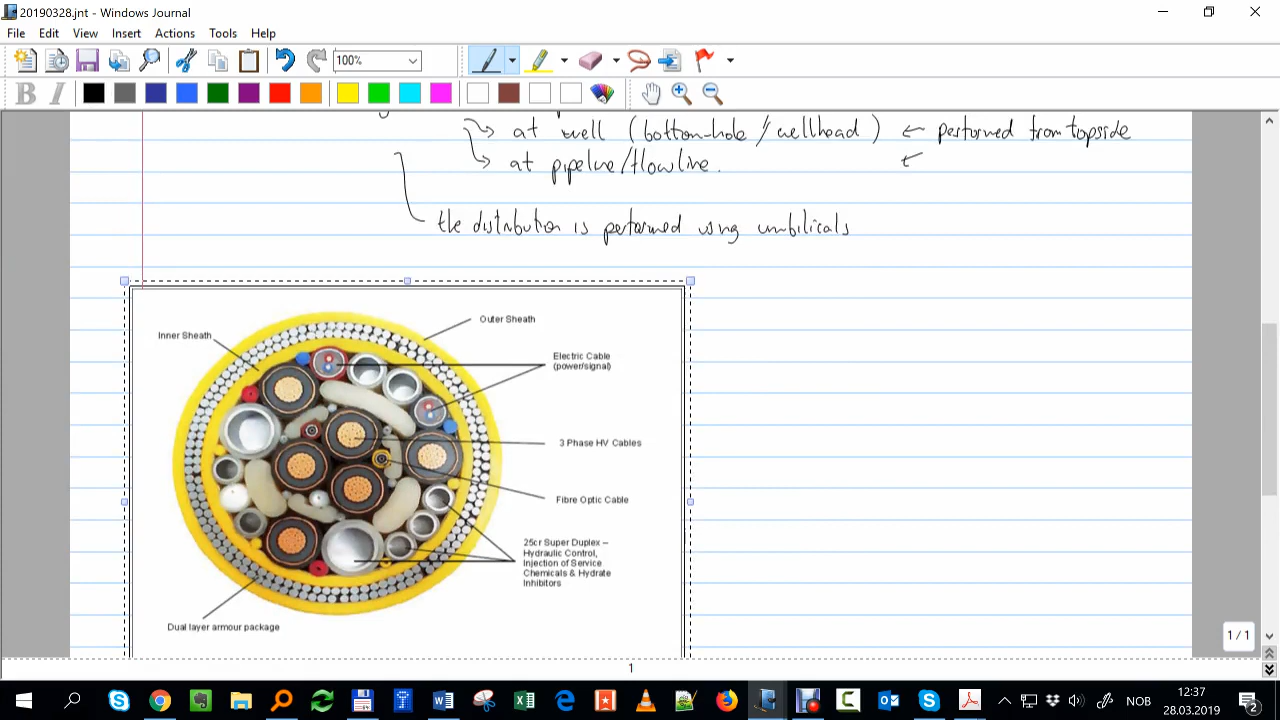 20190328.jnt - Windows Journal
File Edit View Insert Actions Tools Help
100%
B I
at well (bottom-hole / wellhead) ← performed from topside
at pipeline/flowline. ←
the distribution is performed using umbilicals
Outer Sheath
Inner Sheath
Electric Cable
(power/signal)
3 Phase HV Cables
Fibre Optic Cable
25cr Super Duplex –
Hydraulic Control,
Injection of Service
Chemicals & Hydrate
Inhibitors
Dual layer armour package
1 / 1
1
NOB
12:37
28.03.2019
2